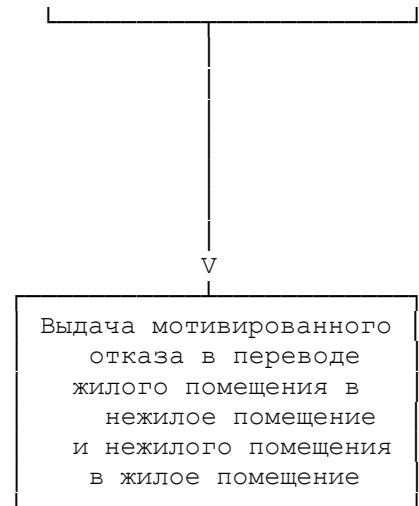 V
Выдача мотивированного
отказа в переводе
жилого помещения в
нежилое помещение
и нежилого помещения
в жилое помещение